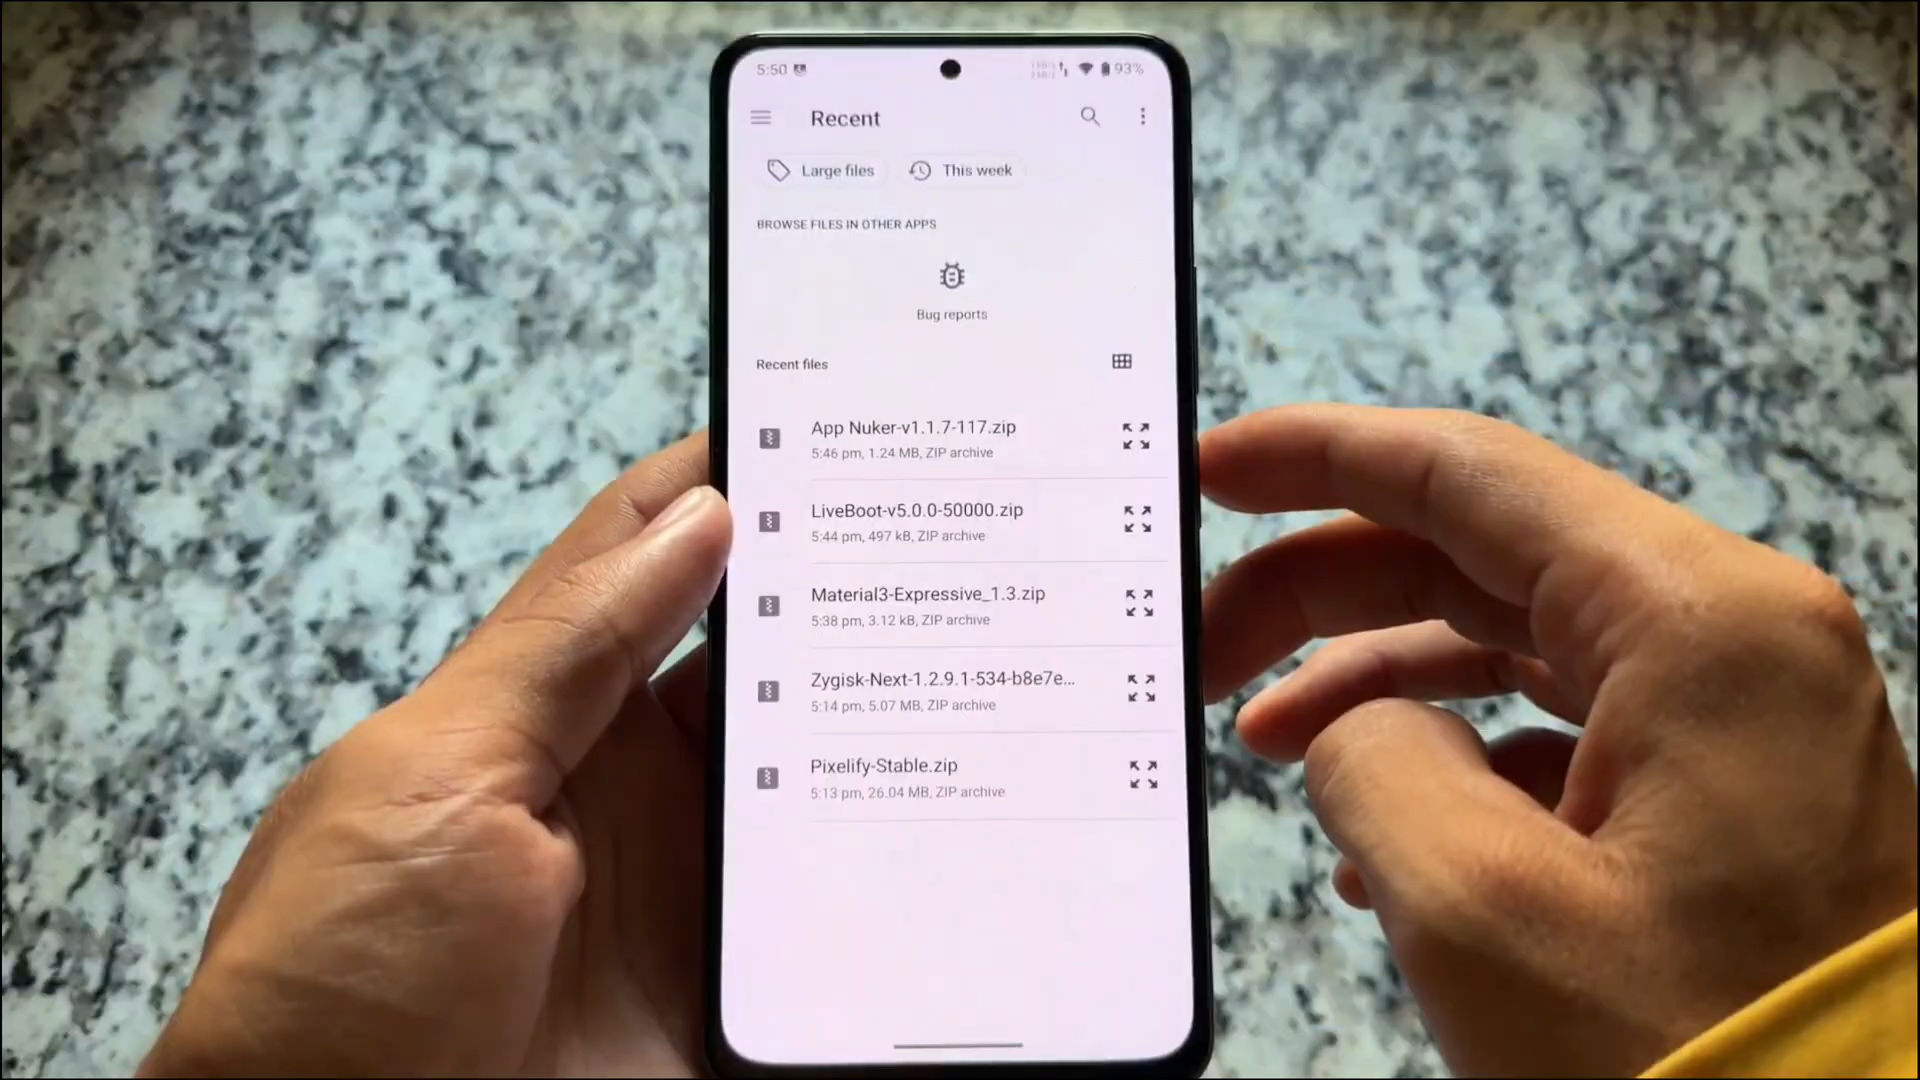 5:50
93%
Recent
Large files
This week
BROWSE FILES IN OTHER APPS
Bug reports
Recent files
App Nuker-v1.1.7-117.zip
5:46 pm, 1.24 MB, ZIP archive
LiveBoot-v5.0.0-50000.zip
5:44 pm, 497 kB, ZIP archive
Material3-Expressive_1.3.zip
5:38 pm, 3.12 kB, ZIP archive
Zygisk-Next-1.2.9.1-534-b8e7e...
5:14 pm, 5.07 MB, ZIP archive
Pixelify-Stable.zip
5:13 pm, 26.04 MB, ZIP archive